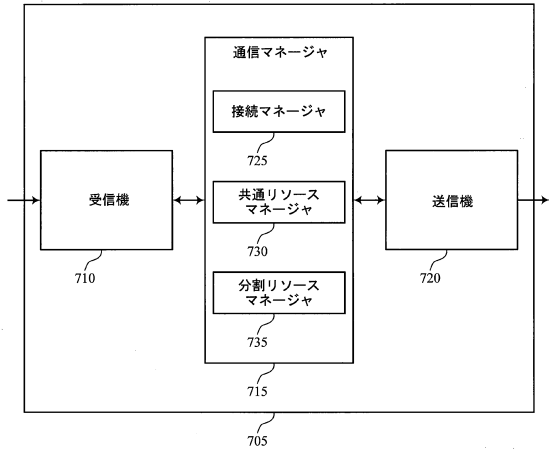 通信マネージャ
接続マネージャ
725
受信機
710
共通リソース
マネージャ
730
送信機
720
分割リソース
マネージャ
735
715
705